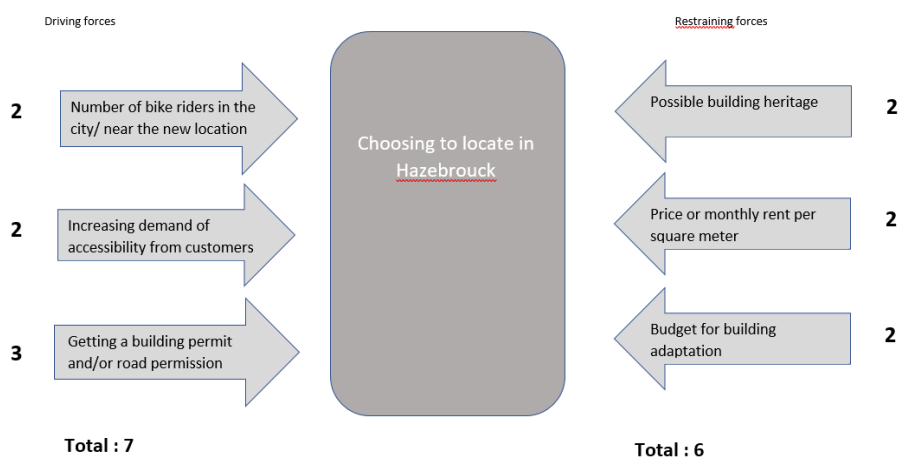 Driving forces
Restraining forces
2
Number of bike riders in the
city/ near the new location
2
Increasing demand of
accessibility from customers
3
Getting a building permit
and/or road permission
Total : 7
Choosing to locate in
Hazebrouck
Possible building heritage
2
Price or monthly rent per
square meter
2
Budget for building
adaptation
2
Total : 6